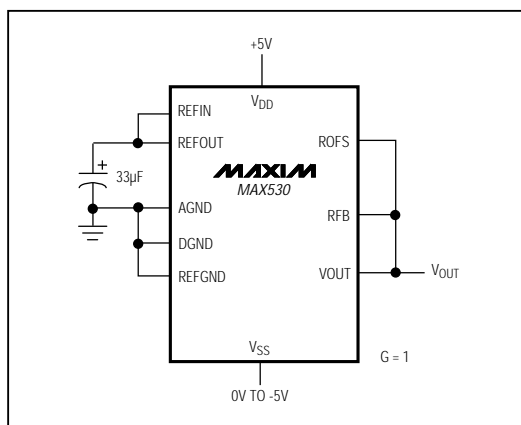 +5V
VDD
REFIN
REFOUT
ROFS
+
33µF
MAXIM
MAX530
AGND
RFB
DGND
REFGND
VOUT
VOUT
VSS
G = 1
0V TO -5V